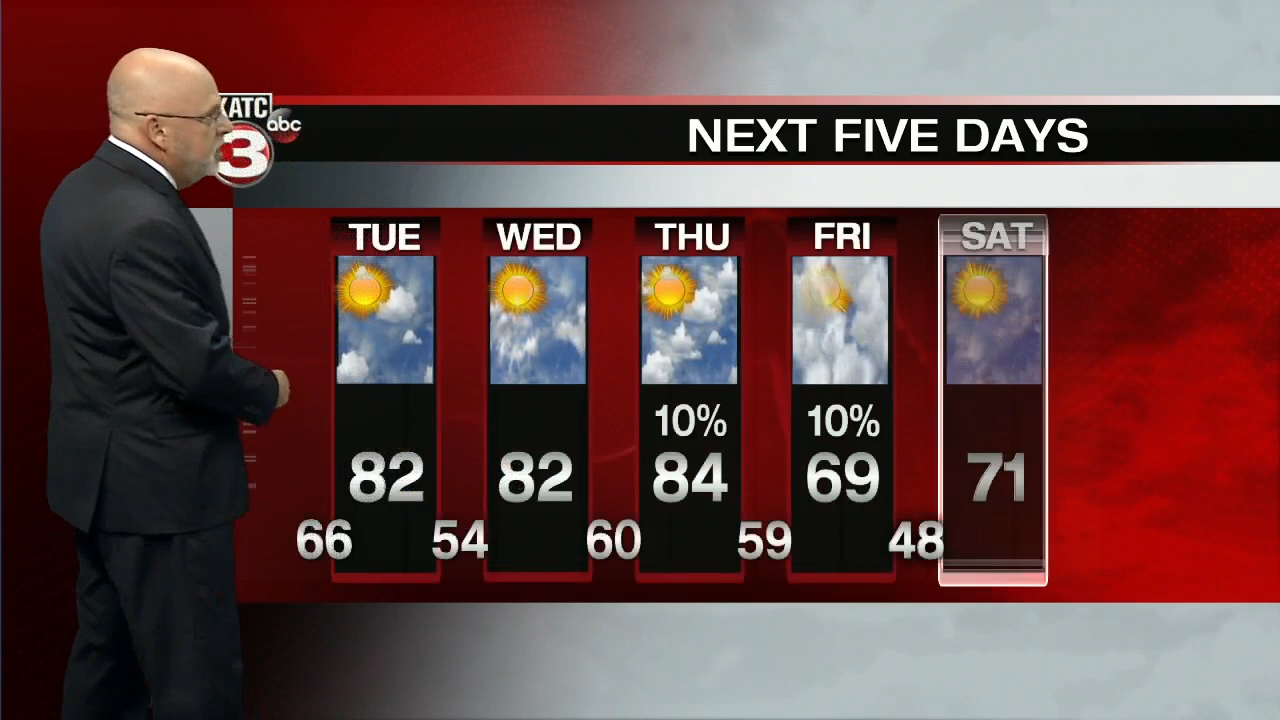 KATC
abc
3
NEXT FIVE DAYS
TUE WED THU FRI SAT
10% 10%
82 82 84 69 71
66 54 60 59 48